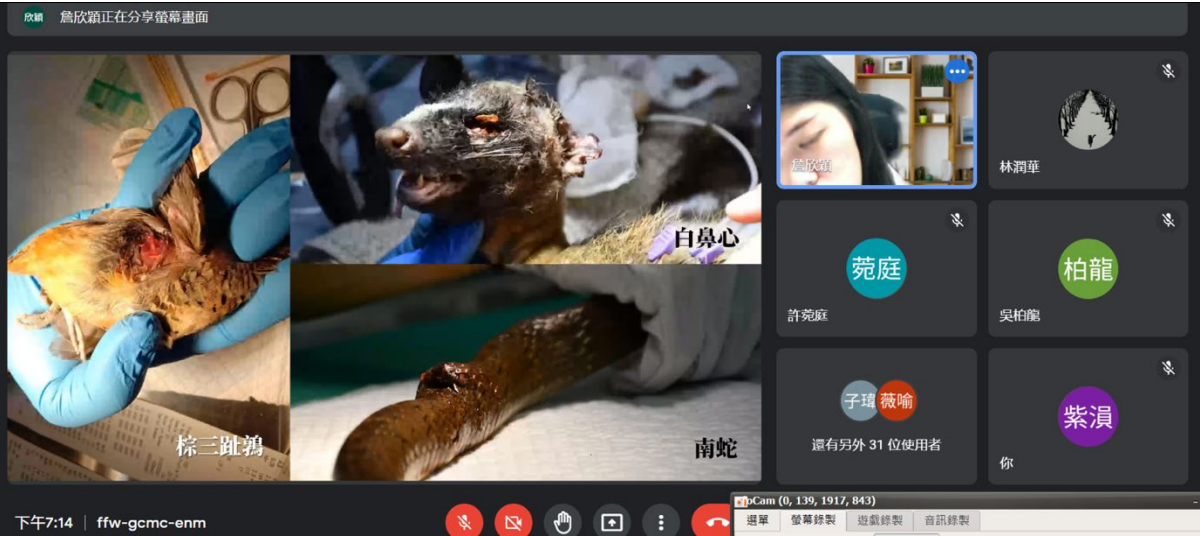 欣穎
詹欣穎正在分享螢幕畫面
棕三趾鶉
白鼻心
南蛇
詹欣穎
林潤華
菀庭
許菀庭
柏龍
吳柏龍
子瑋
薇喻
還有另外 31 位使用者
紫溳
你
下午7:14
ffw-gcmc-enm
pCam (0, 139, 1917, 843)
選單
螢幕錄製
遊戲錄製
音訊錄製